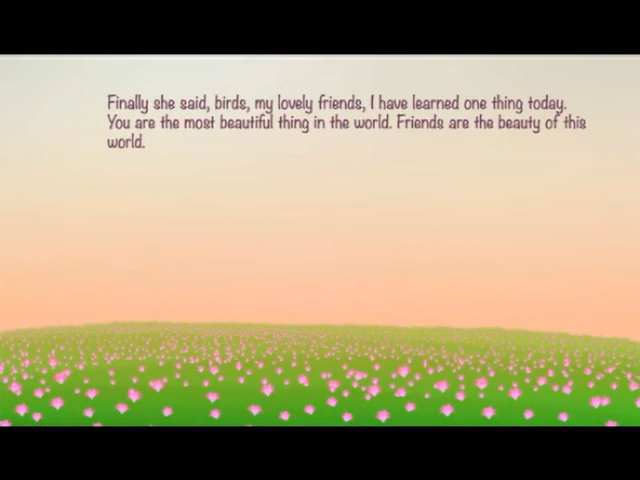 Finally she said, birds, my lovely friends, I have learned one thing today.
You are the most beautiful thing in the world. Friends are the beauty of this
world.